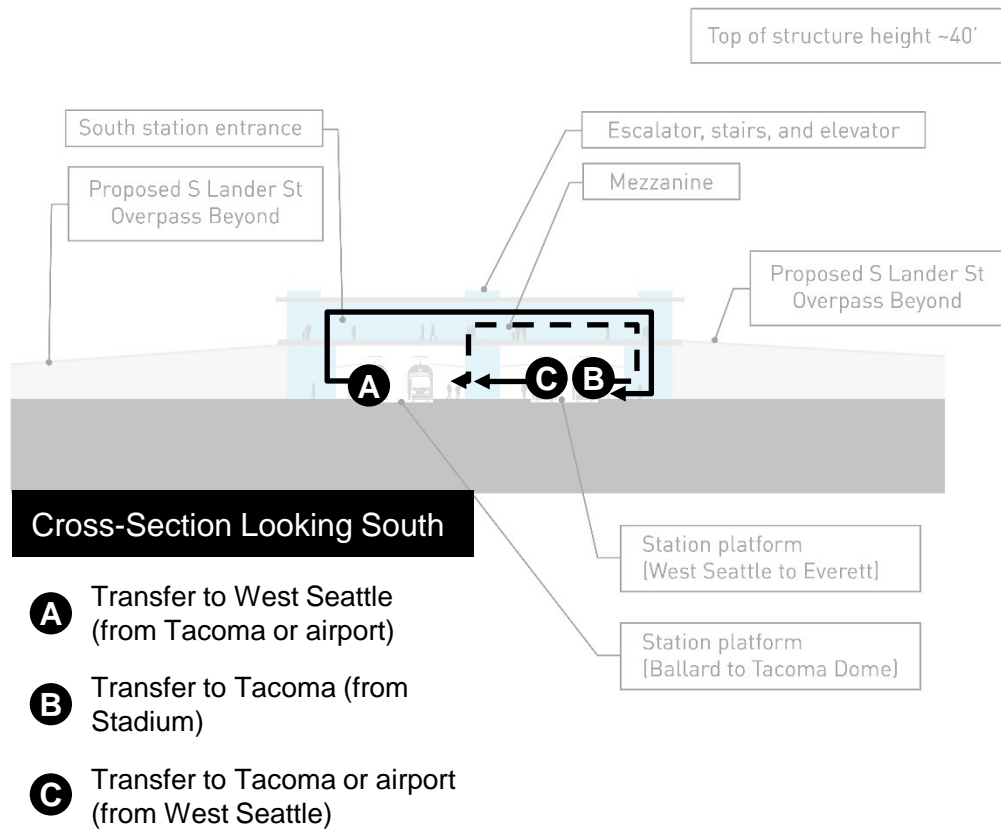 Top of structure height ~40'
South station entrance
Escalator, stairs, and elevator
Proposed S Lander St
Overpass Beyond
Mezzanine
Proposed S Lander St
Overpass Beyond
A
C
B
Cross-Section Looking South
Station platform
(West Seattle to Everett)
A
Transfer to West Seattle
(from Tacoma or airport)
Station platform
(Ballard to Tacoma Dome)
B
Transfer to Tacoma (from
Stadium)
C
Transfer to Tacoma or airport
(from West Seattle)